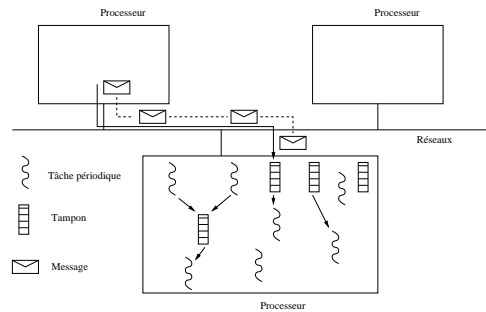 Processeur
Processeur
Réseaux
Tâche périodique
Tampon
Message
Processeur